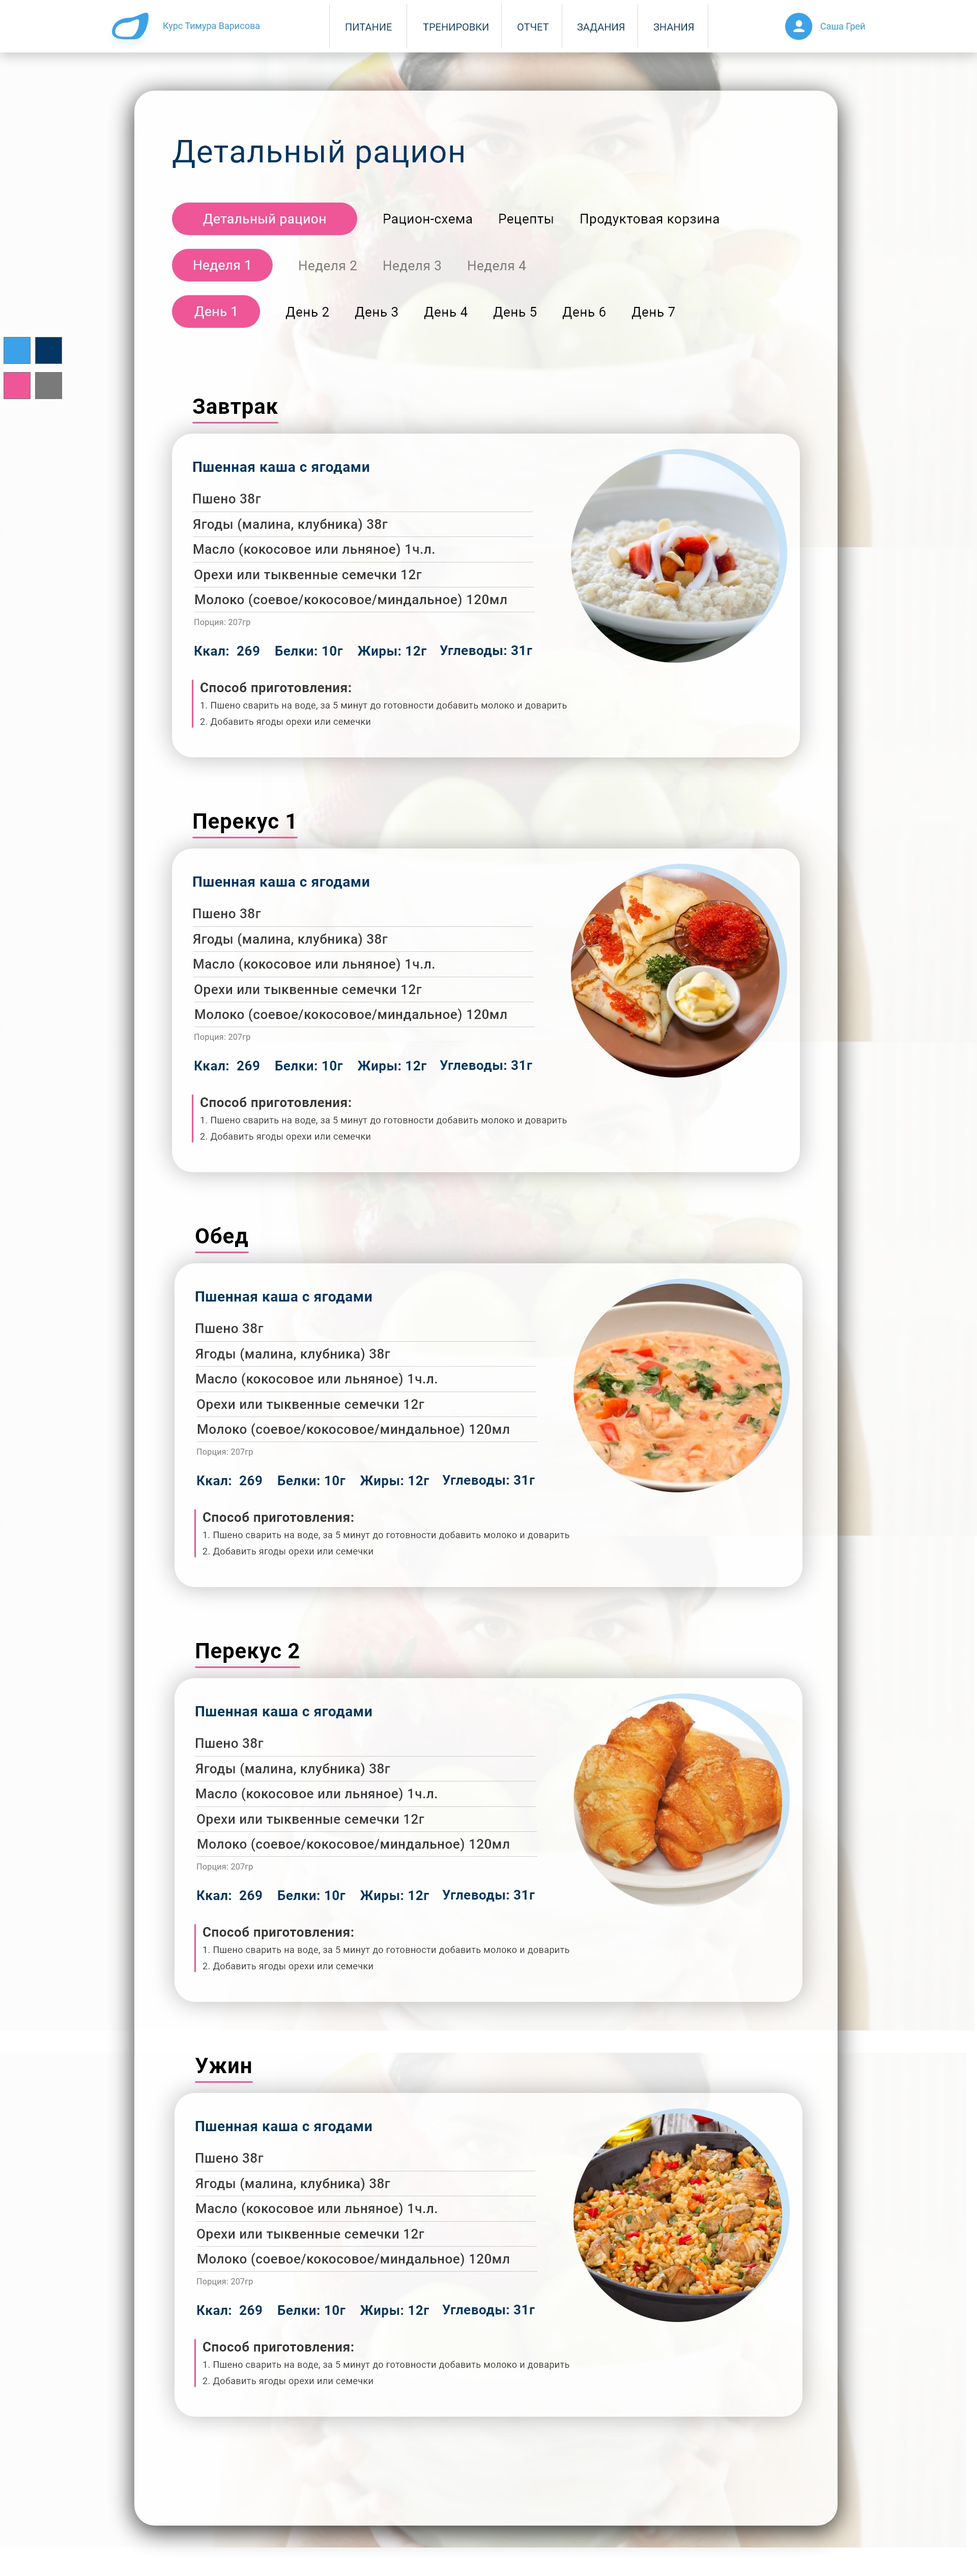 Курс Тимура Варисова
ПИТАНИЕ
ТРЕНИРОВКИ
ОТЧЕТ
ЗАДАНИЯ
ЗНАНИЯ
Саша Грей
Детальный рацион
Детальный рацион Рацион-схема Рецепты Продуктовая корзина
Неделя 1 Неделя 2 Неделя 3 Неделя 4
День 1 День 2 День 3 День 4 День 5 День 6 День 7
Завтрак
Пшенная каша с ягодами
Пшено 38г
Ягоды (малина, клубника) 38г
Масло (кокосовое или льняное) 1ч.л.
Орехи или тыквенные семечки 12г
Молоко (соевое/кокосовое/миндальное) 120мл
Порция: 207гр
Ккал: 269 Белки: 10г Жиры: 12г Углеводы: 31г
Способ приготовления:
1. Пшено сварить на воде, за 5 минут до готовности добавить молоко и доварить
2. Добавить ягоды орехи или семечки
Перекус 1
Пшенная каша с ягодами
Пшено 38г
Ягоды (малина, клубника) 38г
Масло (кокосовое или льняное) 1ч.л.
Орехи или тыквенные семечки 12г
Молоко (соевое/кокосовое/миндальное) 120мл
Порция: 207гр
Ккал: 269 Белки: 10г Жиры: 12г Углеводы: 31г
Способ приготовления:
1. Пшено сварить на воде, за 5 минут до готовности добавить молоко и доварить
2. Добавить ягоды орехи или семечки
Обед
Пшенная каша с ягодами
Пшено 38г
Ягоды (малина, клубника) 38г
Масло (кокосовое или льняное) 1ч.л.
Орехи или тыквенные семечки 12г
Молоко (соевое/кокосовое/миндальное) 120мл
Порция: 207гр
Ккал: 269 Белки: 10г Жиры: 12г Углеводы: 31г
Способ приготовления:
1. Пшено сварить на воде, за 5 минут до готовности добавить молоко и доварить
2. Добавить ягоды орехи или семечки
Перекус 2
Пшенная каша с ягодами
Пшено 38г
Ягоды (малина, клубника) 38г
Масло (кокосовое или льняное) 1ч.л.
Орехи или тыквенные семечки 12г
Молоко (соевое/кокосовое/миндальное) 120мл
Порция: 207гр
Ккал: 269 Белки: 10г Жиры: 12г Углеводы: 31г
Способ приготовления:
1. Пшено сварить на воде, за 5 минут до готовности добавить молоко и доварить
2. Добавить ягоды орехи или семечки
Ужин
Пшенная каша с ягодами
Пшено 38г
Ягоды (малина, клубника) 38г
Масло (кокосовое или льняное) 1ч.л.
Орехи или тыквенные семечки 12г
Молоко (соевое/кокосовое/миндальное) 120мл
Порция: 207гр
Ккал: 269 Белки: 10г Жиры: 12г Углеводы: 31г
Способ приготовления:
1. Пшено сварить на воде, за 5 минут до готовности добавить молоко и доварить
2. Добавить ягоды орехи или семечки